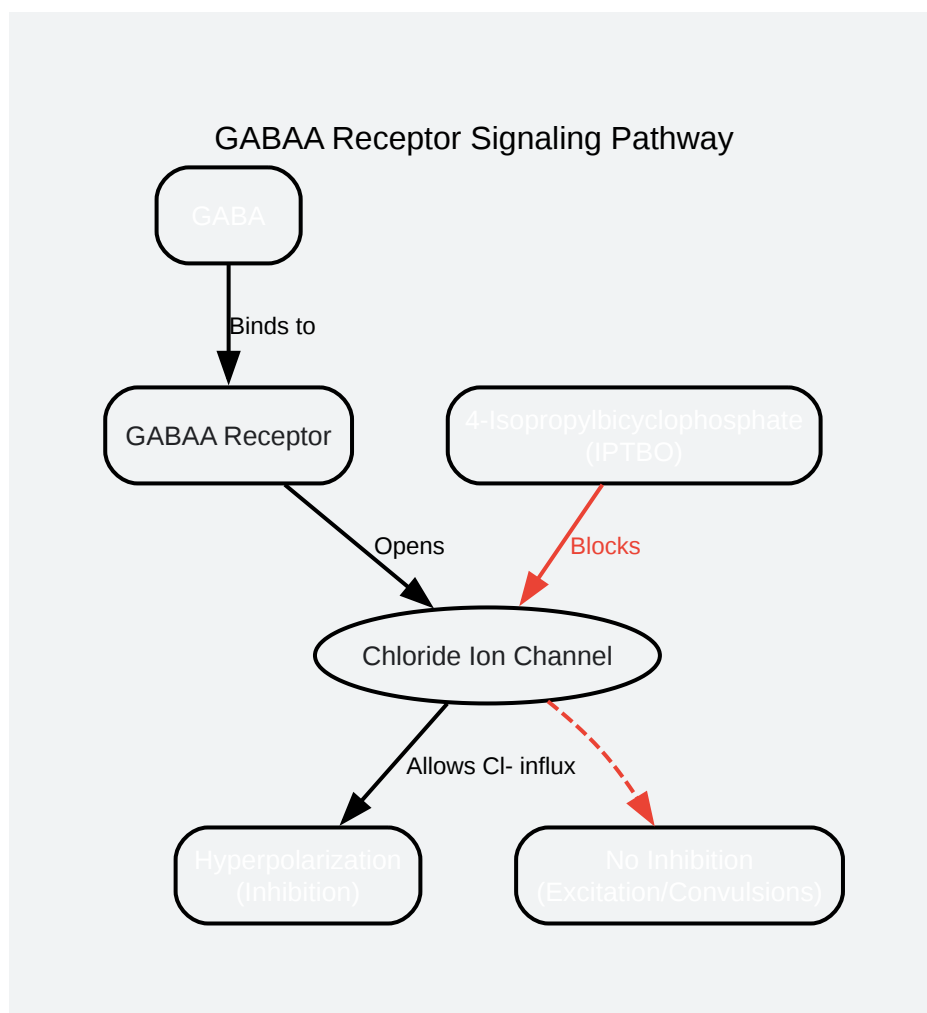 GABAA Receptor Signaling Pathway
GABA
Binds to
GABAA Receptor
4-Isopropylbicyclophosphate
(IPTBO)
Opens
Blocks
Chloride Ion Channel
Allows Cl- influx
Hyperpolarization
(Inhibition)
No Inhibition
(Excitation/Convulsions)